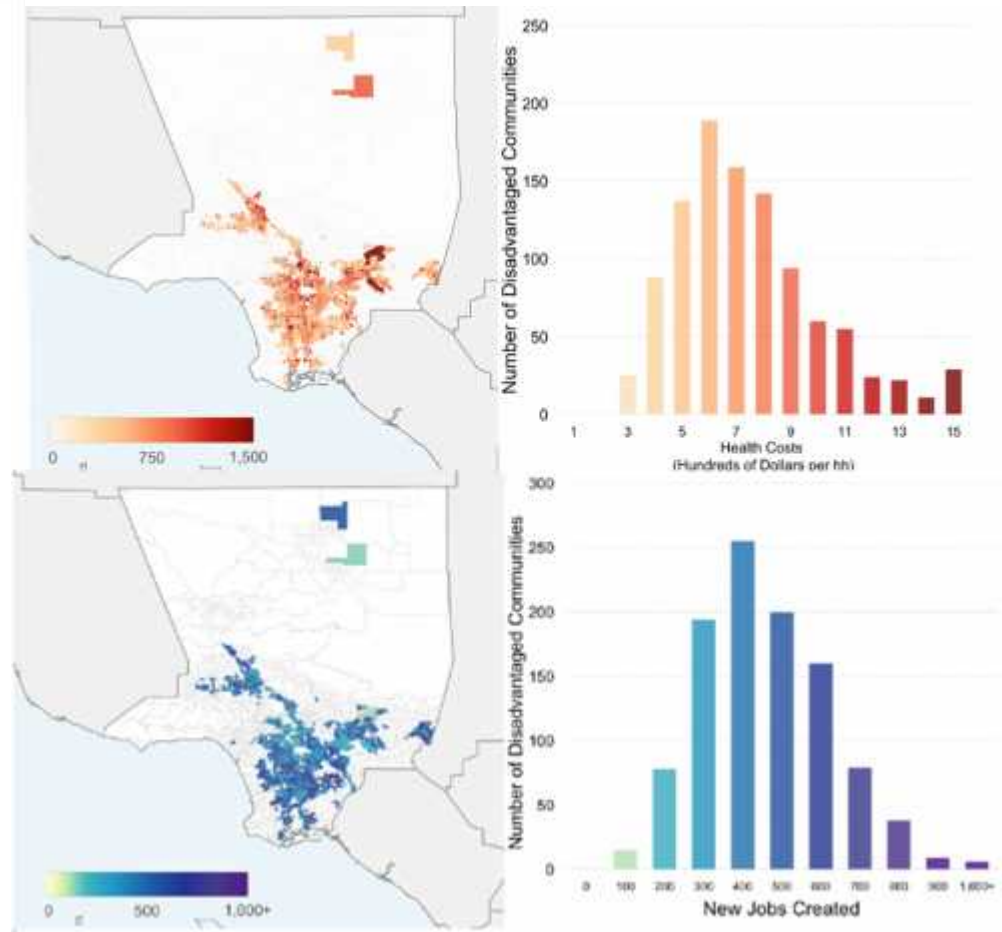 250
200
150
100
50
0
Number of Disadvantaged Communities
1 3 5 7 9 11 13 15
Health Costs
(Hundreds of Dollars per hh)
0 750 1,500
300
250
200
150
100
50
0
Number of Disadvantaged Communities
0 100 200 300 400 500 600 700 800 900 1,000+
New Jobs Created
0 500 1,000+